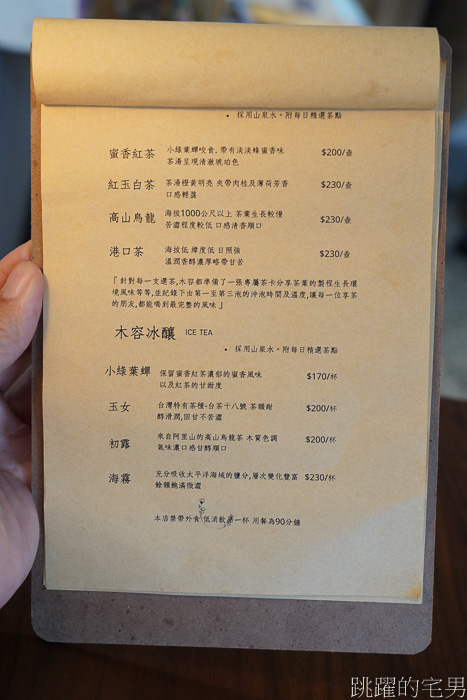 • 採用山泉水。附每日精選茶點
蜜香紅茶 小綠葉蟬咬食, 帶有淡淡蜂蜜香味 $200/壺
茶湯呈現清澈琥珀色
紅玉白茶 茶湯橙黃明亮 夾帶肉桂及薄荷芳香 $230/壺
口感輕盈
高山烏龍 海拔1000公尺以上 茶葉生長較慢 $230/壺
苦澀程度較低 口感清香順口
港口茶 海拔低 緯度低 日照強 $230/壺
溫潤香醇濃厚略帶甘苦
『 針對每一支選茶,木容都準備了一張專屬茶卡分享茶葉的製程生長環
境風味等等,並紀錄下由第一至第三泡的沖泡時間及溫度,讓每一位享茶
的朋友,都能喝到最完整的風味 』
木容冰釀 ICE TEA
• 採用山泉水。附每日精選茶點
小綠葉蟬 保留蜜香紅茶濃郁的蜜香風味 $170/杯
以及紅茶的甘甜度
玉女 台灣特有茶種-台茶十八號 茶韻甜 $200/杯
醇滑潤,回甘不苦澀
初露 來自阿里山的高山烏龍茶 木質色調 $200/杯
氣味濃口感甘醇順口
海霧 充分吸收太平洋海域的鹽分,層次變化豐富 $230/杯
餘韻飽滿微澀
本店禁帶外食 低消飲品一杯 用餐為90分鐘
跳躍的宅男